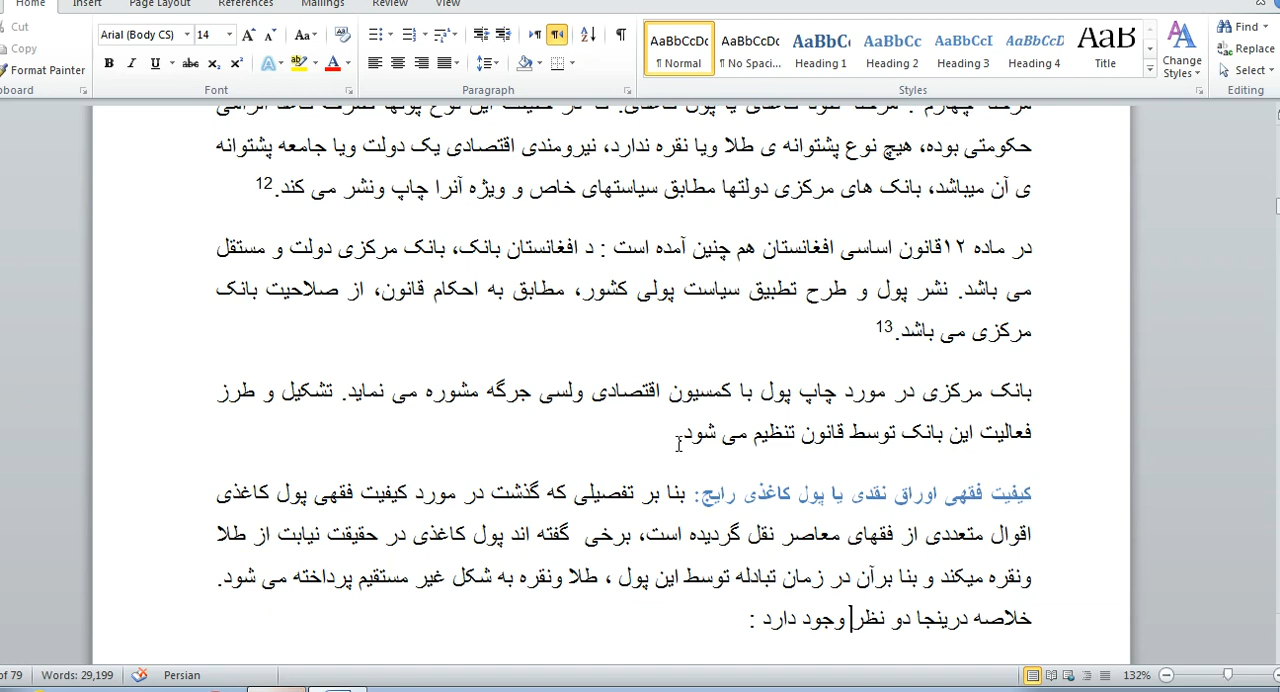 Home Insert Page Layout References Mailings Review View
Cut
Copy
Format Painter
board
Arial (Body CS) 14
Font
Paragraph
AaBbCcDc AaBbCcDc AaBbC AaBbCc AaBbCcI AaBbCcD AaB
¶ Normal ¶ No Spaci... Heading 1 Heading 2 Heading 3 Heading 4 Title
Change Styles
Styles
Find
Replace
Select
Editing
مرحله چهارم : مرحله نقود کاغذی یا پول کاغذی.
حکومتی بوده، هیچ نوع پشتوانه ی طلا ویا نقره ندارد، نیرومندی اقتصادی یک دولت ویا جامعه پشتوانه
ی آن میباشد، بانک های مرکزی دولتها مطابق سیاستهای خاص و ویژه آنرا چاپ ونشر می کند.12
در ماده ۱۲قانون اساسی افغانستان هم چنین آمده است : د افغانستان بانک، بانک مرکزی دولت و مستقل
می باشد. نشر پول و طرح تطبیق سیاست پولی کشور، مطابق به احکام قانون، از صلاحیت بانک
مرکزی می باشد.13
بانک مرکزی در مورد چاپ پول با کمسیون اقتصادی ولسی جرگه مشوره می نماید. تشکیل و طرز
فعالیت این بانک توسط قانون تنظیم می شود.
کیفیت فقهی اوراق نقدی یا پول کاغذی رایج: بنا بر تفصیلی که گذشت در مورد کیفیت فقهی پول کاغذی
اقوال متعددی از فقهای معاصر نقل گردیده است، برخی گفته اند پول کاغذی در حقیقت نیابت از طلا
ونقره میکند و بنا برآن در زمان تبادله توسط این پول ، طلا ونقره به شکل غیر مستقیم پرداخته می شود.
خلاصه درینجا دو نظر وجود دارد :
of 79 Words: 29,199 Persian 132%